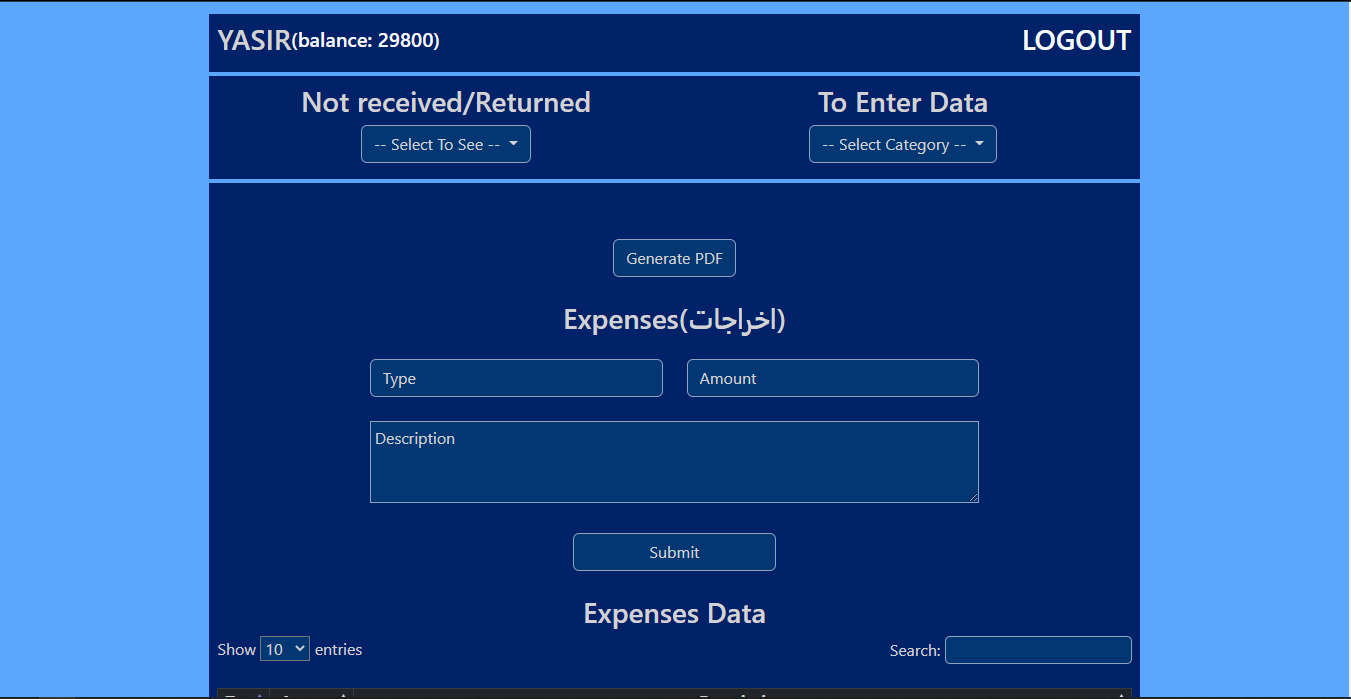 YASIR(balance: 29800) LOGOUT
Not received/Returned To Enter Data
-- Select To See -- -- Select Category --
Generate PDF
Expenses(اخراجات)
Type Amount
Description
Submit
Expenses Data
Show 10 entries Search: